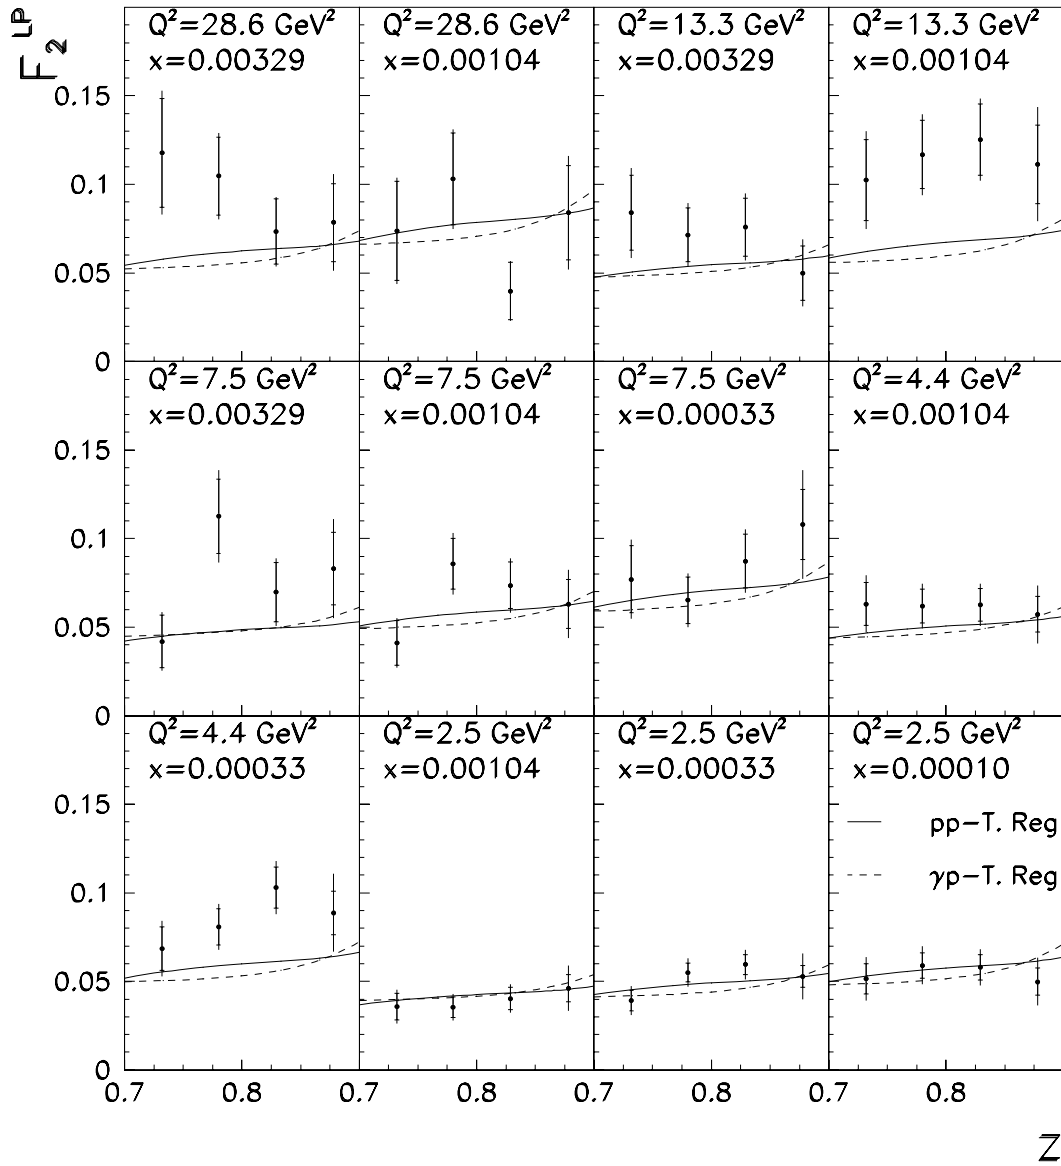 F₂ᴸᴾ
Q²=28.6 GeV²
x=0.00329
Q²=28.6 GeV²
x=0.00104
Q²=13.3 GeV²
x=0.00329
Q²=13.3 GeV²
x=0.00104
0.15
0.1
0.05
0
Q²=7.5 GeV²
x=0.00329
Q²=7.5 GeV²
x=0.00104
Q²=7.5 GeV²
x=0.00033
Q²=4.4 GeV²
x=0.00104
0.15
0.1
0.05
0
Q²=4.4 GeV²
x=0.00033
Q²=2.5 GeV²
x=0.00104
Q²=2.5 GeV²
x=0.00033
Q²=2.5 GeV²
x=0.00010
pp-T. Reg
γp-T. Reg
0.15
0.1
0.05
0
0.7 0.8 0.7 0.8 0.7 0.8 0.7 0.8
z